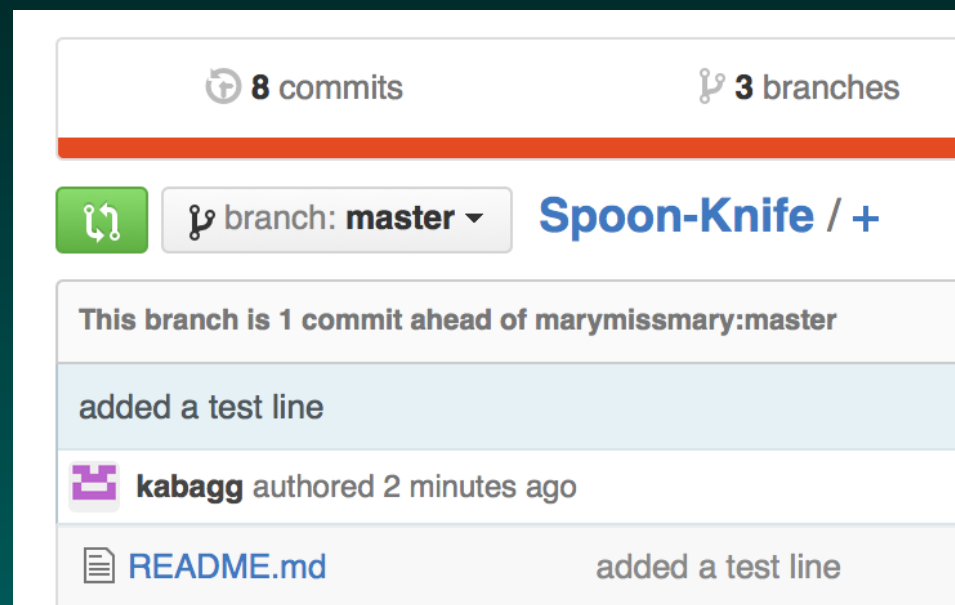 8 commits 3 branches
branch: master Spoon-Knife / +
This branch is 1 commit ahead of marymissmary:master
added a test line
kabagg authored 2 minutes ago
README.md added a test line